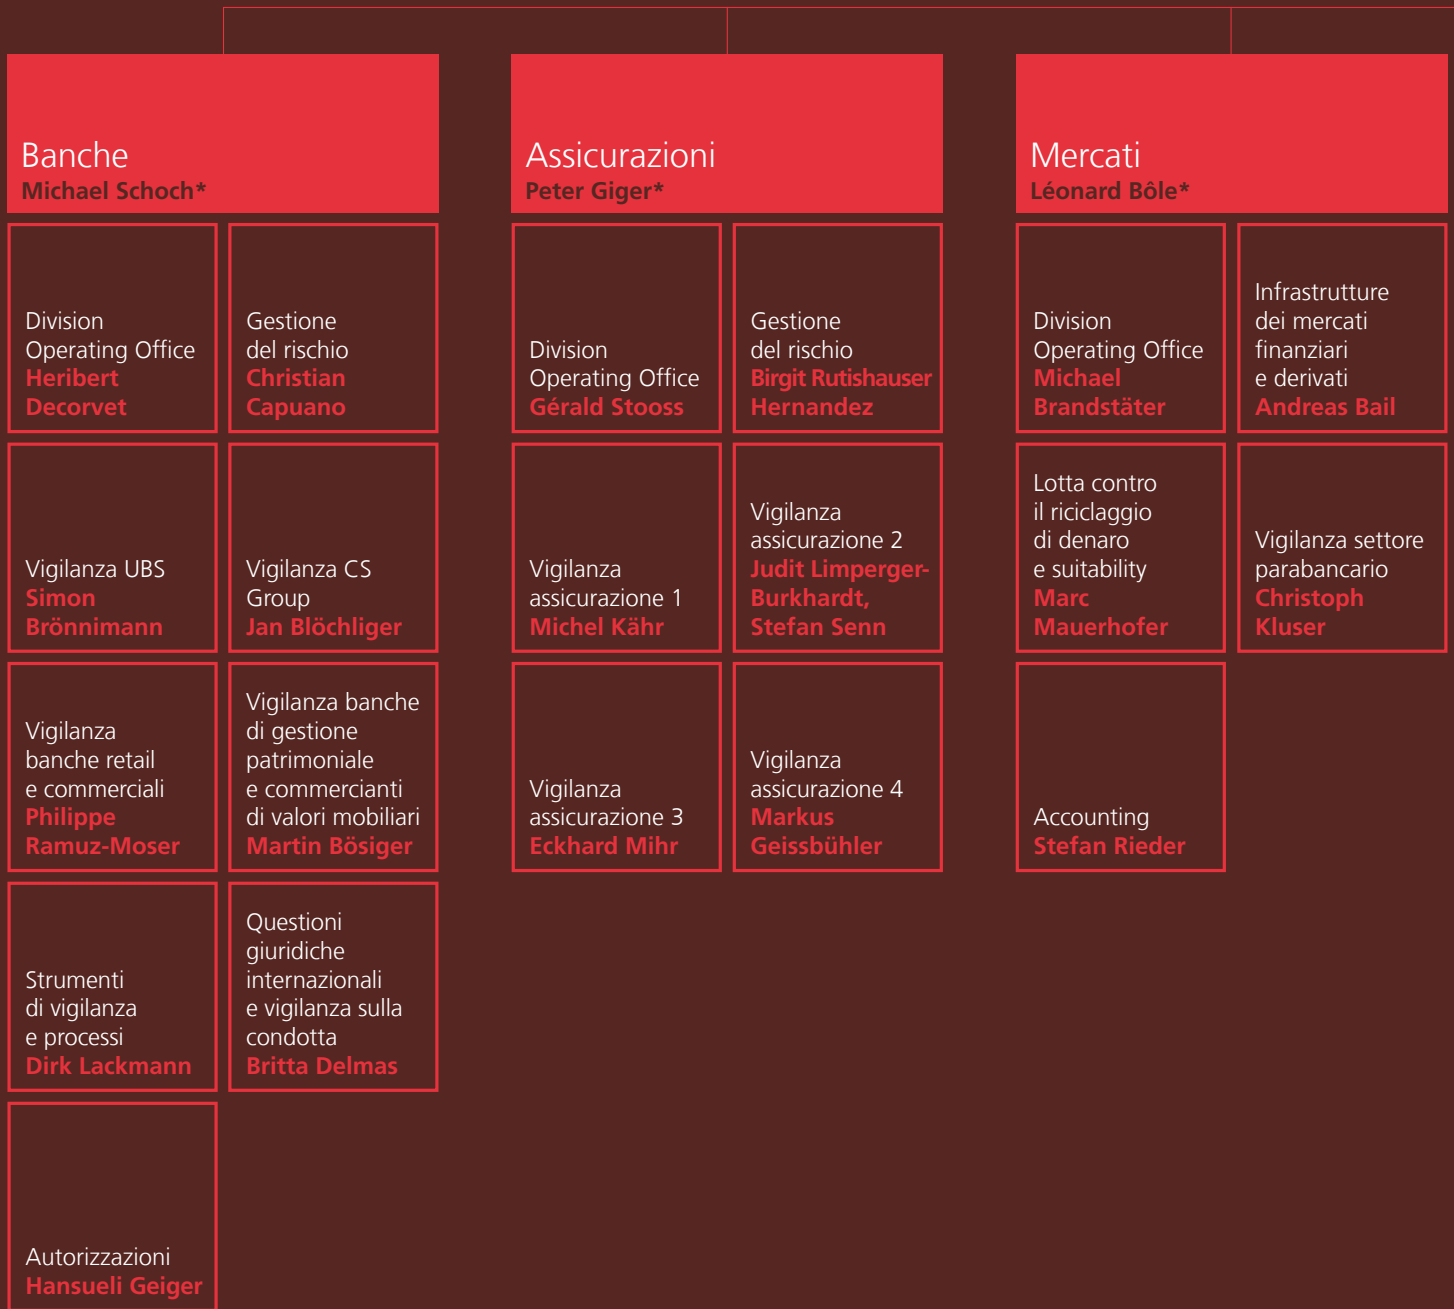 Banche
Michael Schoch*
Division
Operating Office
Heribert
Decorvet
Gestione
del rischio
Christian
Capuano
Vigilanza UBS
Simon
Brönnimann
Vigilanza CS
Group
Jan Blöchliger
Vigilanza
banche retail
e commerciali
Philippe
Ramuz-Moser
Vigilanza banche
di gestione
patrimoniale
e commercianti
di valori mobiliari
Martin Bösiger
Strumenti
di vigilanza
e processi
Dirk Lackmann
Questioni
giuridiche
internazionali
e vigilanza sulla
condotta
Britta Delmas
Autorizzazioni
Hansueli Geiger
Assicurazioni
Peter Giger*
Division
Operating Office
Gérald Stooss
Gestione
del rischio
Birgit Rutishauser
Hernandez
Vigilanza
assicurazione 1
Michel Kähr
Vigilanza
assicurazione 2
Judit Limperger-
Burkhardt,
Stefan Senn
Vigilanza
assicurazione 3
Eckhard Mihr
Vigilanza
assicurazione 4
Markus
Geissbühler
Mercati
Léonard Bôle*
Division
Operating Office
Michael
Brandstäter
Infrastrutture
dei mercati
finanziari
e derivati
Andreas Bail
Lotta contro
il riciclaggio
di denaro
e suitability
Marc
Mauerhofer
Vigilanza settore
parabancario
Christoph
Kluser
Accounting
Stefan Rieder